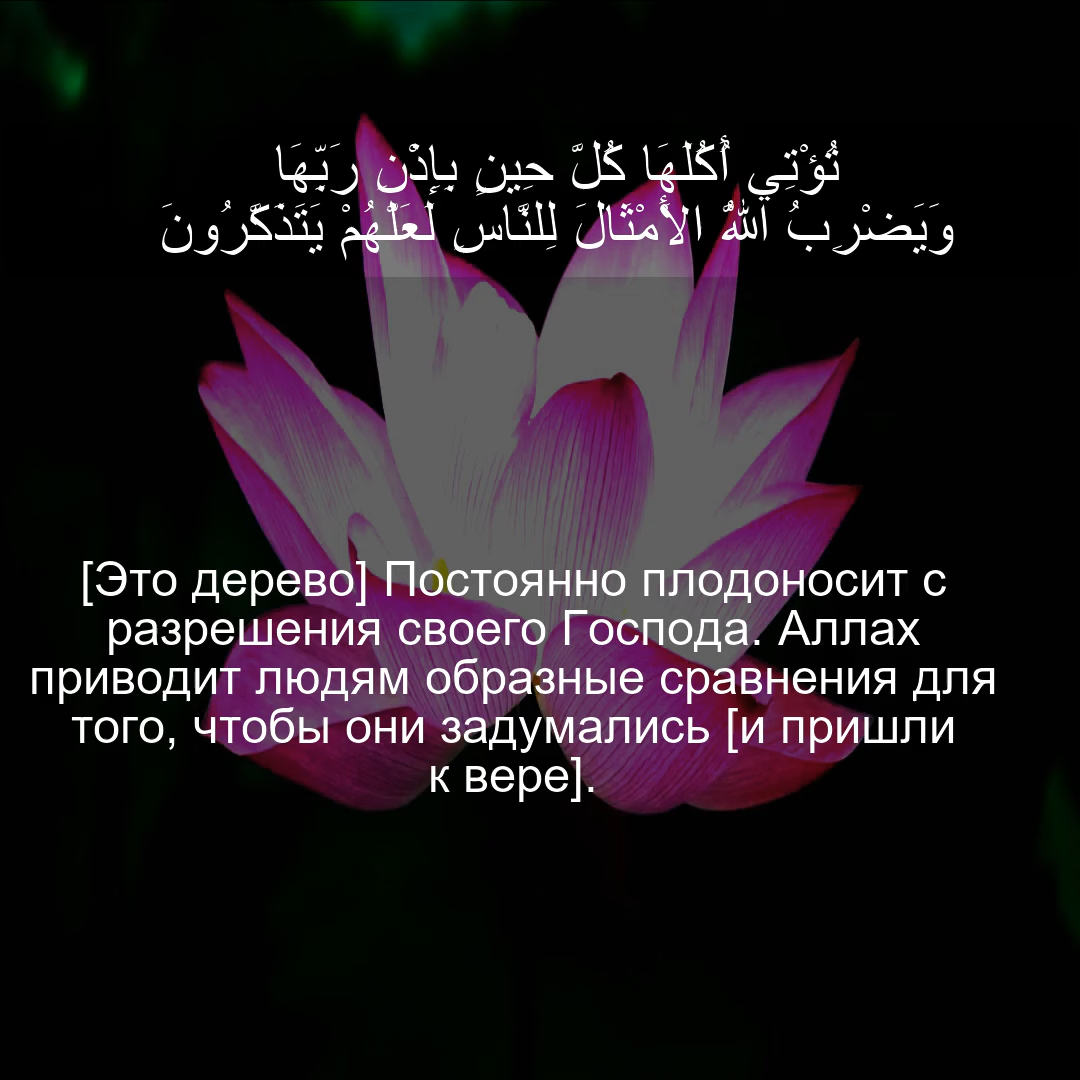 تُؤْتِي أُكُلَهَا كُلَّ حِينٍ بِإِذْنِ رَبِّهَا
وَيَضْرِبُ اللَّهُ الأَمْثَالَ لِلنَّاسِ لَعَلَّهُمْ يَتَذَكَّرُونَ
[Это дерево] Постоянно плодоносит с
разрешения своего Господа. Аллах
приводит людям образные сравнения для
того, чтобы они задумались [и пришли
к вере].